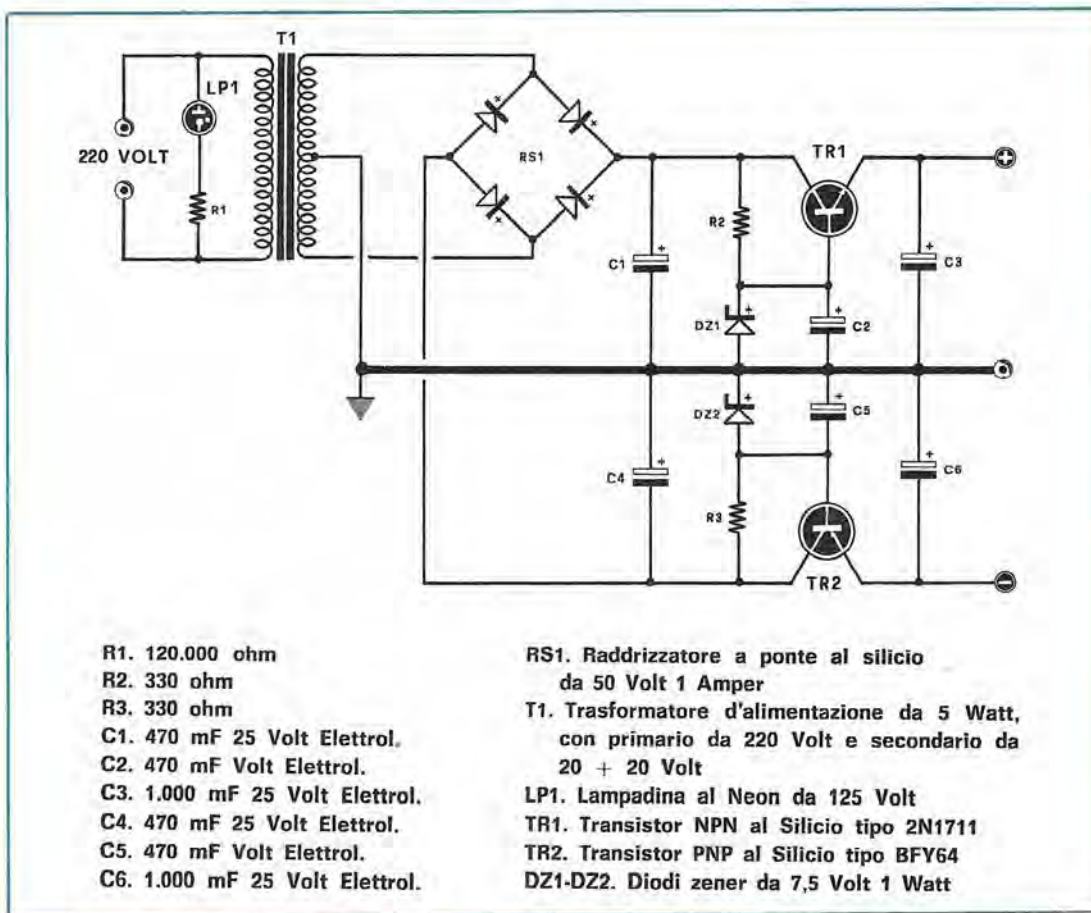 T1
LP1
220 VOLT
R1
RS1
TR1
R2
C1
C3
DZ1
C2
DZ2
C5
C4
C6
R3
TR2
R1. 120.000 ohm
R2. 330 ohm
R3. 330 ohm
C1. 470 mF 25 Volt Elettrol.
C2. 470 mF Volt Elettrol.
C3. 1.000 mF 25 Volt Elettrol.
C4. 470 mF 25 Volt Elettrol.
C5. 470 mF Volt Elettrol.
C6. 1.000 mF 25 Volt Elettrol.
RS1. Raddrizzatore a ponte al silicio
da 50 Volt 1 Amper
T1. Trasformatore d'alimentazione da 5 Watt,
con primario da 220 Volt e secondario da
20 + 20 Volt
LP1. Lampadina al Neon da 125 Volt
TR1. Transistor NPN al Silicio tipo 2N1711
TR2. Transistor PNP al Silicio tipo BFY64
DZ1-DZ2. Diodi zener da 7,5 Volt 1 Watt